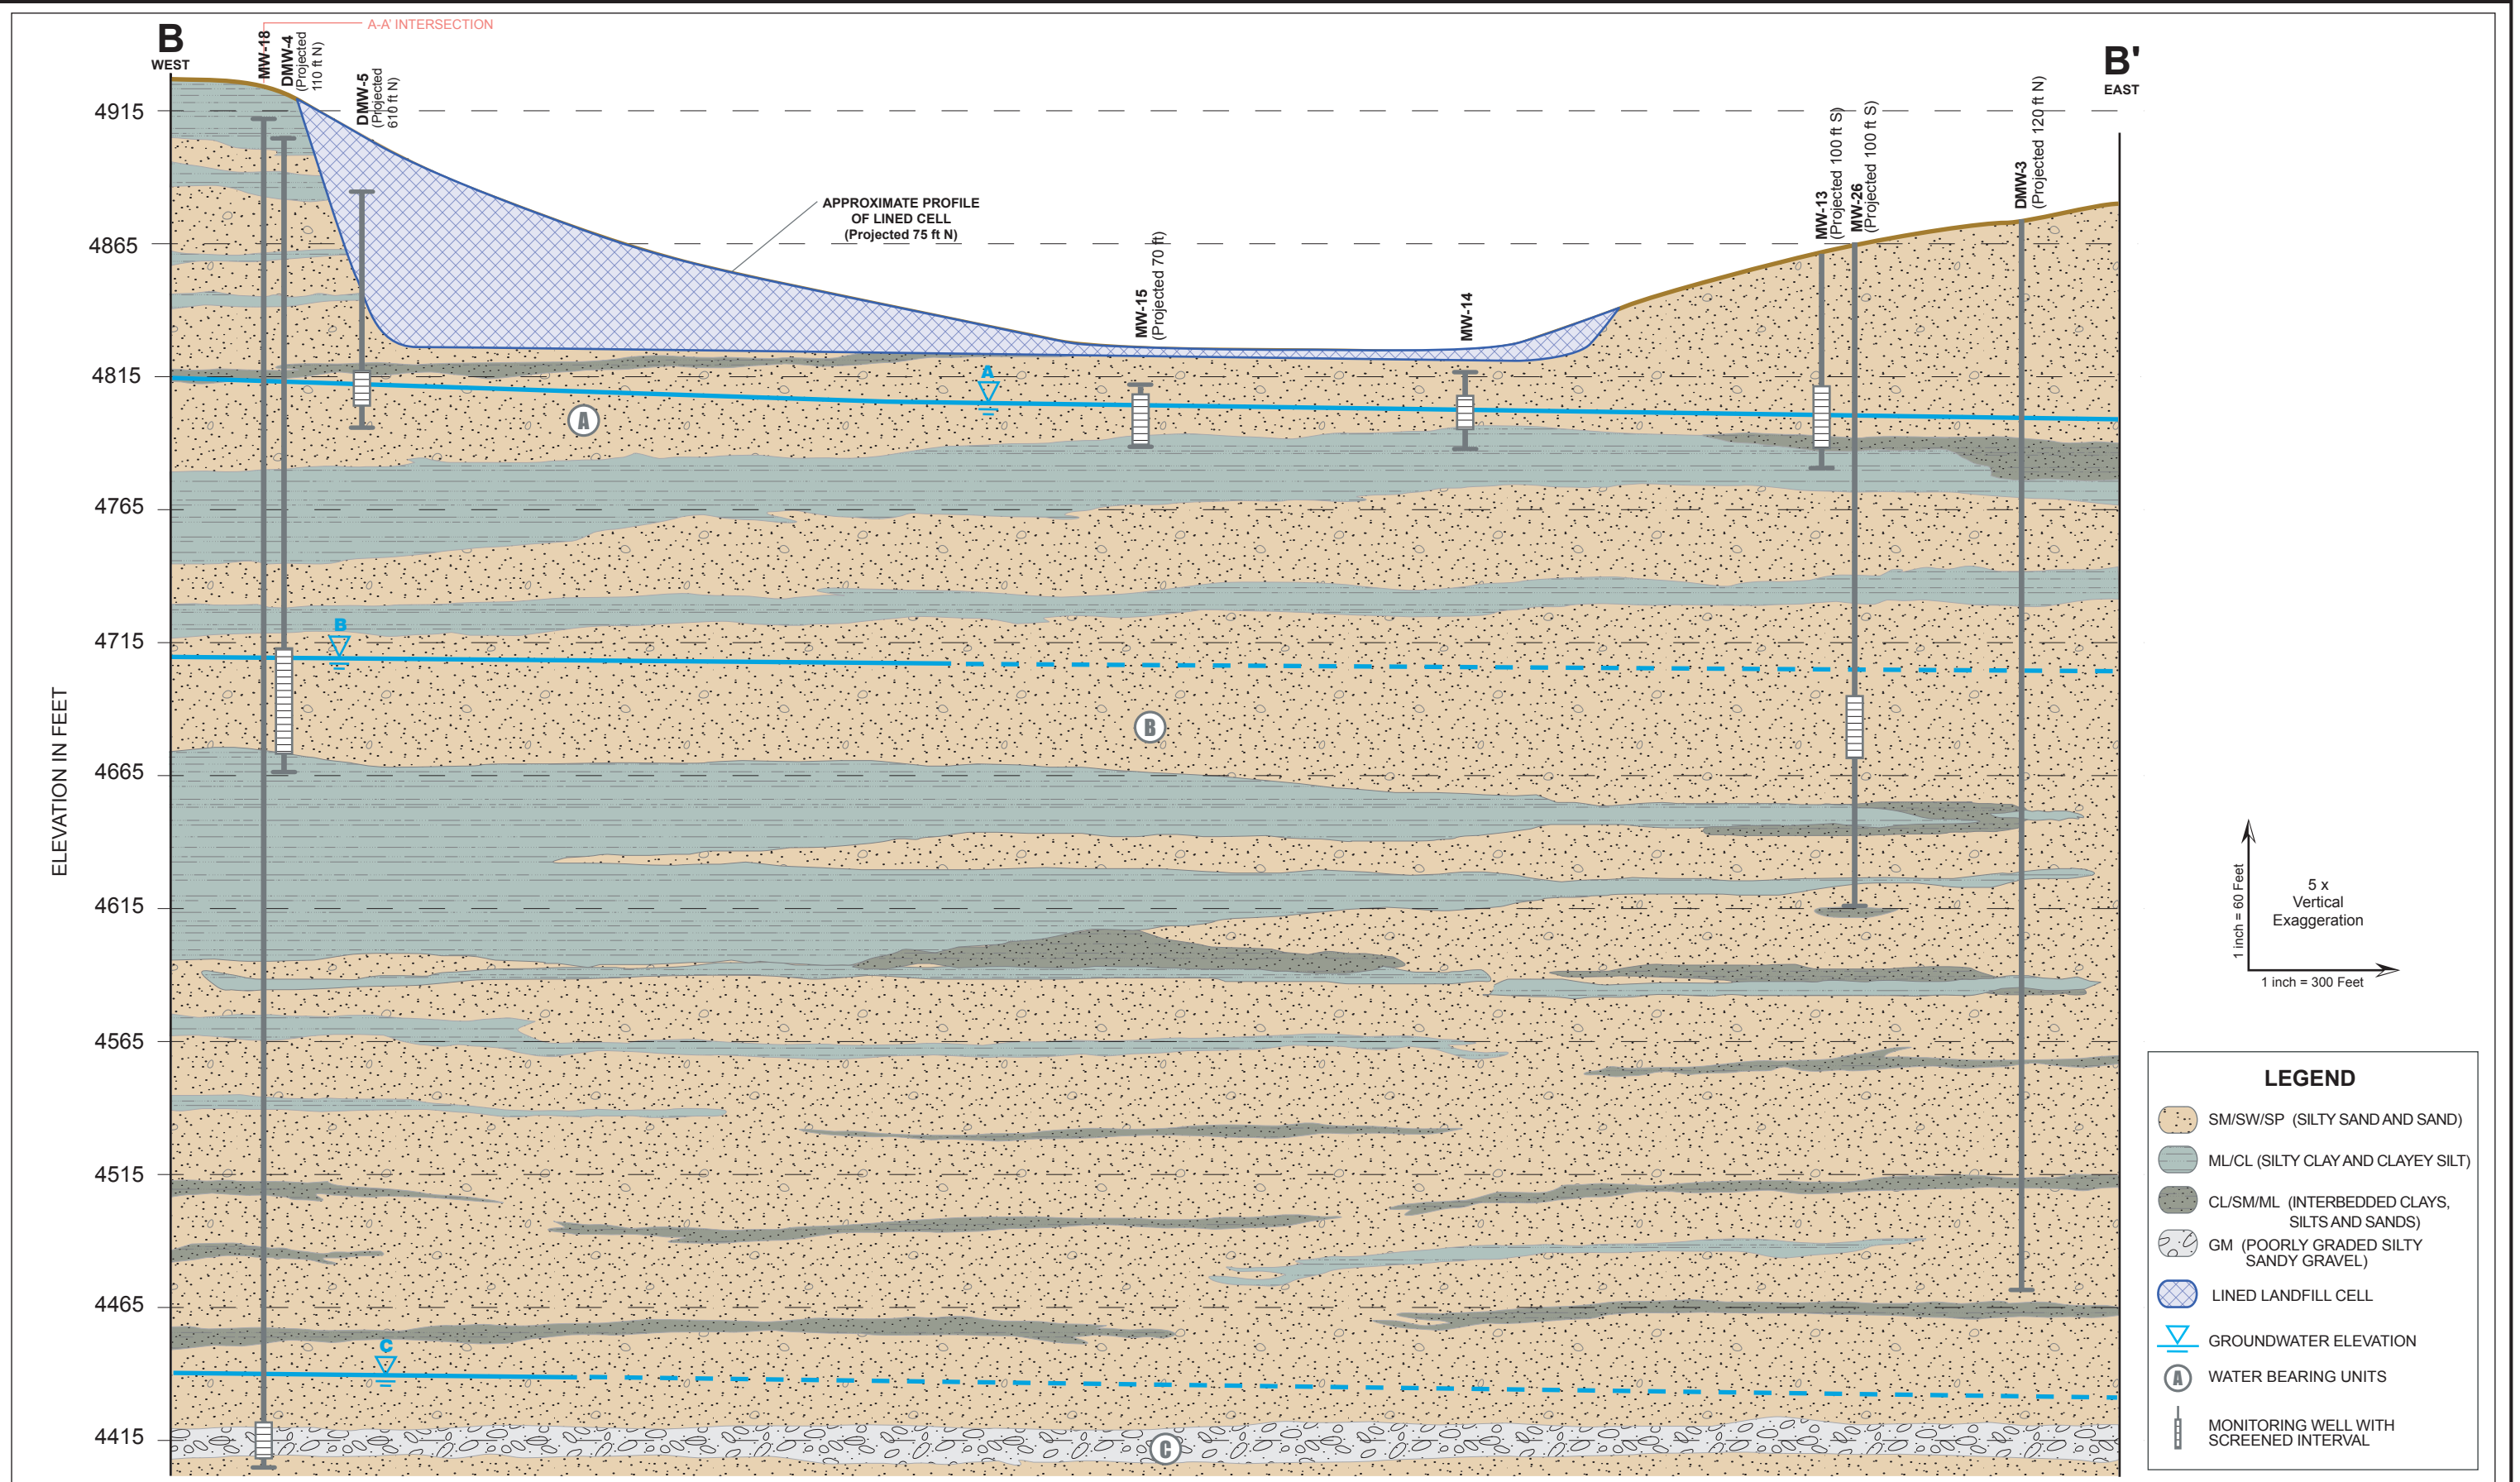 B
WEST
A-A' INTERSECTION
MW-18
DMW-4
(Projected
110 ft N)
DMW-5
(Projected
610 ft N)
B'
EAST
MW-13
(Projected 100 ft S)
MW-26
(Projected 100 ft S)
DMW-3
(Projected 120 ft N)
APPROXIMATE PROFILE
OF LINED CELL
(Projected 75 ft N)
MW-15
(Projected 70 ft)
MW-14
ELEVATION IN FEET
4915
4865
4815
4765
4715
4665
4615
4565
4515
4465
4415
A
A
B
B
C
C
1 inch = 60 Feet
5 x
Vertical
Exaggeration
1 inch = 300 Feet
LEGEND
SM/SW/SP (SILTY SAND AND SAND)
ML/CL (SILTY CLAY AND CLAYEY SILT)
CL/SM/ML (INTERBEDDED CLAYS,
SILTS AND SANDS)
GM (POORLY GRADED SILTY
SANDY GRAVEL)
LINED LANDFILL CELL
GROUNDWATER ELEVATION
A
WATER BEARING UNITS
MONITORING WELL WITH
SCREENED INTERVAL